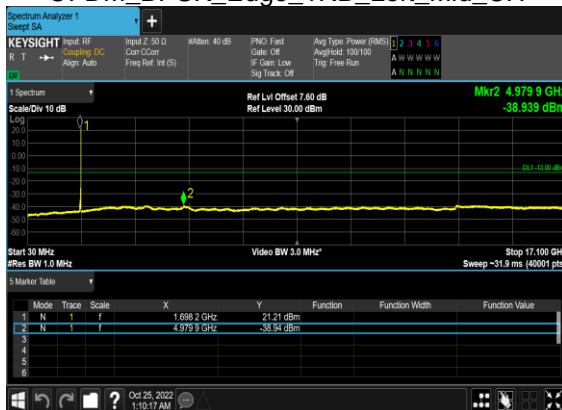 Spectrum Analyzer 1
Swept SA
+
KEYSIGHT
R T
Input: RF
Coupling: DC
Align: Auto
Input Z: 50 Ω
Corr CCorr
Freq Ref: Int (S)
#Atten: 40 dB
PNO: Fast
Gate: Off
IF Gain: Low
Sig Track: Off
Avg Type: Power (RMS)
Avg|Hold: 100/100
Trig: Free Run
1 2 3 4 5 6
A W W W W W
A N N N N N
1 Spectrum
Scale/Div 10 dB
Ref Lvl Offset 7.60 dB
Ref Level 30.00 dBm
Mkr2 4.979 9 GHz
-38.939 dBm
Log
20.0
10.0
0.00
-10.0
-20.0
-30.0
-40.0
-50.0
-60.0
1
2
DL1 -13.00 dBm
Start 30 MHz
#Res BW 1.0 MHz
Video BW 3.0 MHz*
Stop 17.100 GHz
Sweep ~31.9 ms (40001 pts)
5 Marker Table
Mode Trace Scale X Y Function Function Width Function Value
1 N 1 f 1.698 2 GHz 21.21 dBm
2 N 1 f 4.979 9 GHz -38.94 dBm
3
4
5
6
?
Oct 25, 2022
1:10:17 AM